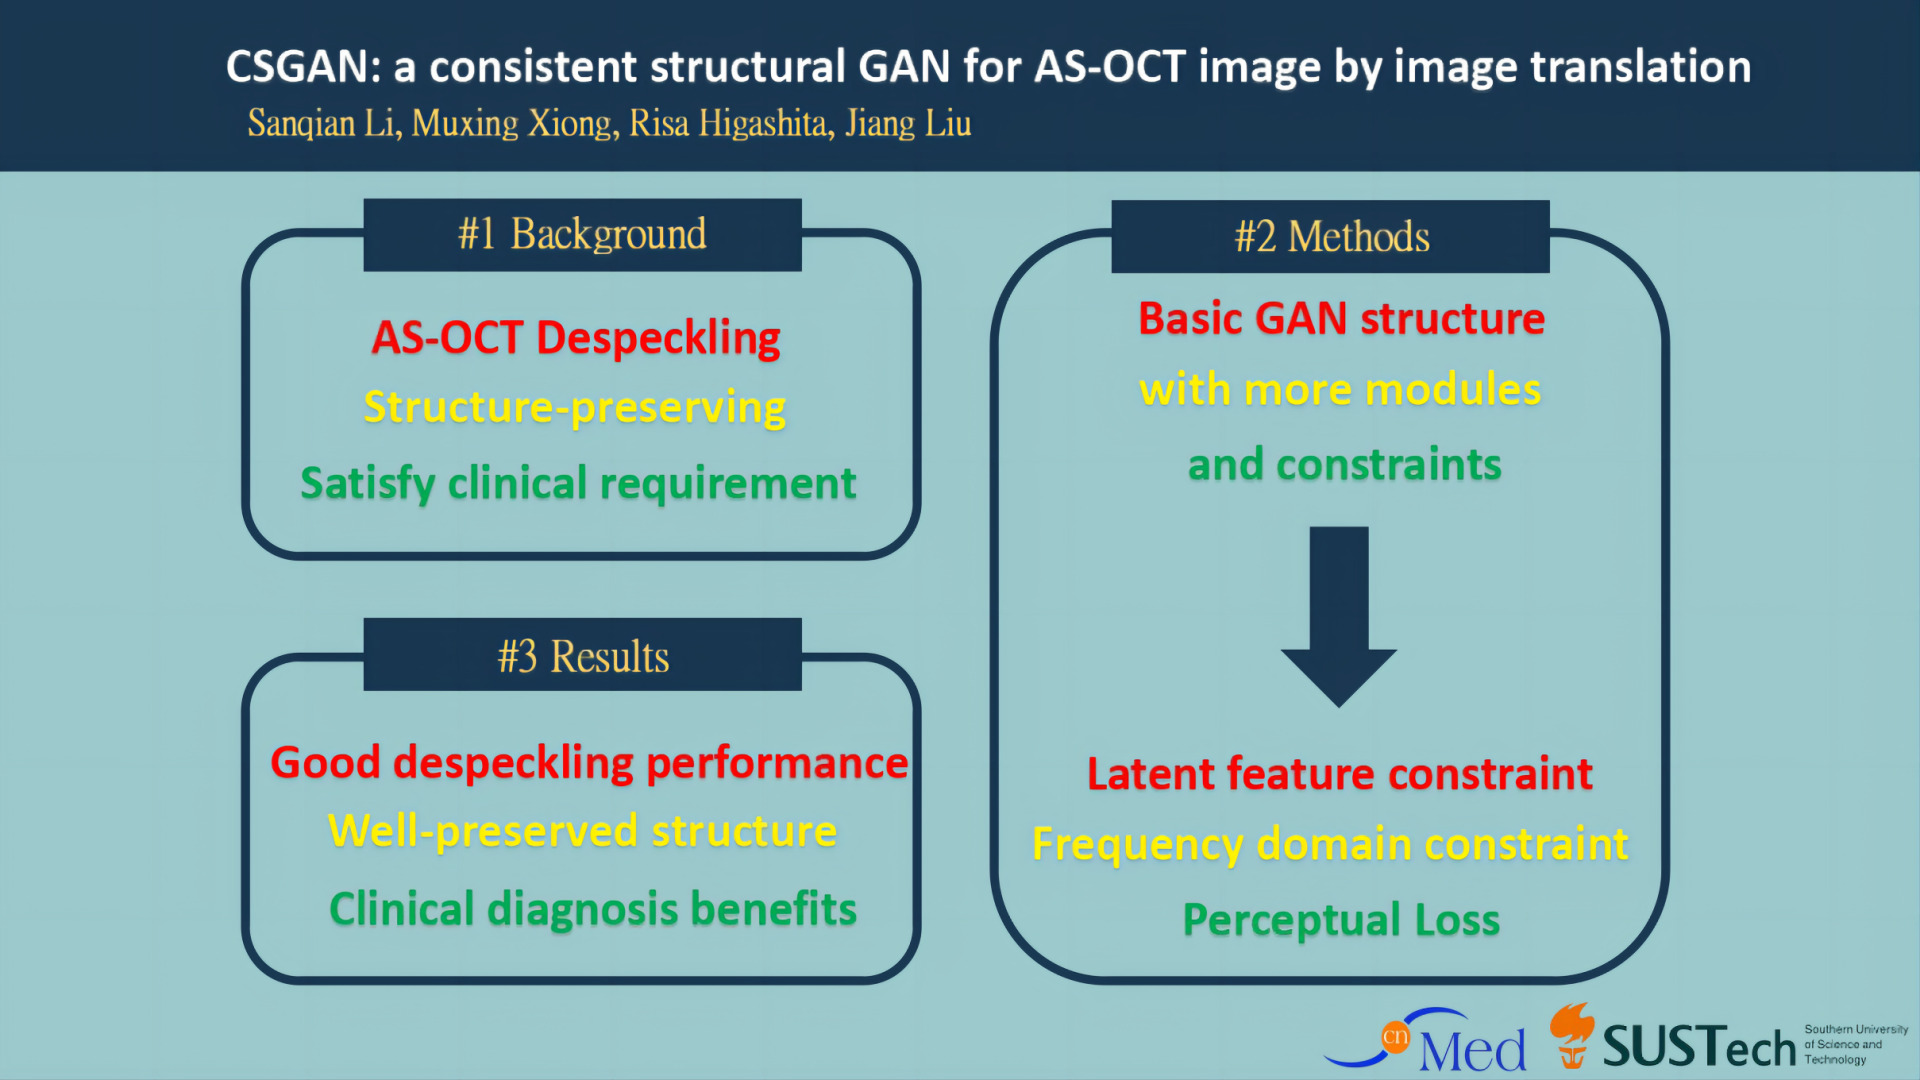 CSGAN: a consistent structural GAN for AS-OCT image by image translation
Sanqian Li, Muxing Xiong, Risa Higashita, Jiang Liu
#1 Background
AS-OCT Despeckling
Structure-preserving
Satisfy clinical requirement
#2 Methods
Basic GAN structure
with more modules
and constraints
Latent feature constraint
Frequency domain constraint
Perceptual Loss
#3 Results
Good despeckling performance
Well-preserved structure
Clinical diagnosis benefits
cn Med
SUSTech
Southern University
of Science and
Technology